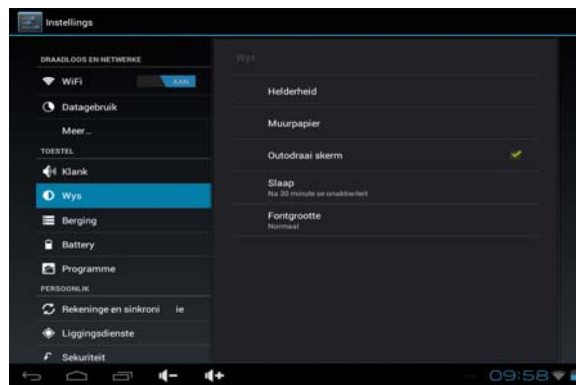 Instellings
DRAADLOOS EN NETWERKE
WiFi AAN
Datagebruik
Meer...
TOESTEL
Klank
Wys
Berging
Battery
Programme
PERSOONLIK
Rekeninge en sinkroni ie
Liggingsdienste
Sekuriteit
Wys
Helderheid
Muurpapier
Outodraai skerm
Slaap
Na 30 minute se onaktiwiteit
Fontgrootte
Normaal
09:58